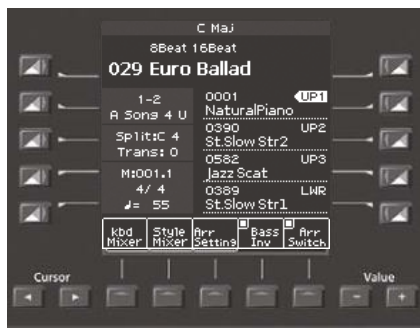 C Maj
8Beat 16Beat
029 Euro Ballad
1-2
A Song 4 U
Split:C 4
Trans: 0
M:001.1
4/ 4
♩= 55
0001 UP1
NaturalPiano
0390 UP2
St.Slow Str2
0582 UP3
Jazz Scat
0389 LWR
St.Slow Str1
kbd Mixer
Style Mixer
Arr Setting
Bass Inv
Arr Switch
Cursor
Value
- +